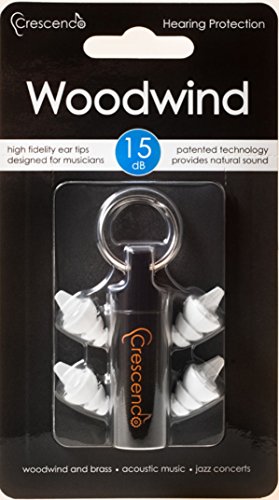 Crescendo
Hearing Protection
Woodwind
high fidelity ear tips
designed for musicians
15
dB
patented technology
provides natural sound
Crescendo
woodwind and brass • acoustic music • jazz concerts